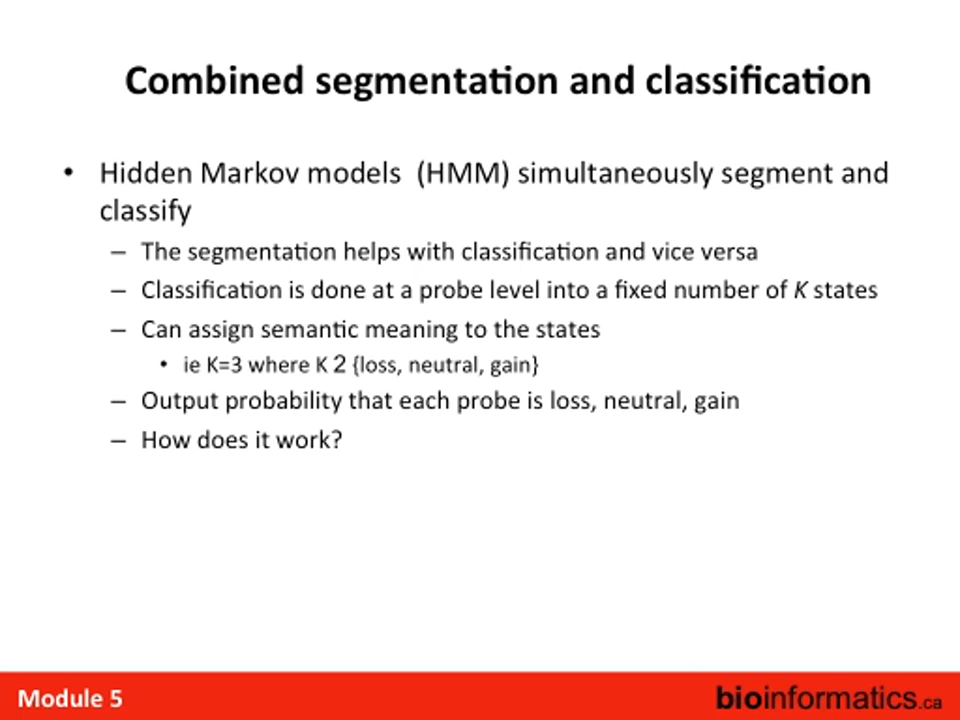 Combined segmentation and classification
• Hidden Markov models (HMM) simultaneously segment and
classify
– The segmentation helps with classification and vice versa
– Classification is done at a probe level into a fixed number of K states
– Can assign semantic meaning to the states
• ie K=3 where K 2 {loss, neutral, gain}
– Output probability that each probe is loss, neutral, gain
– How does it work?
Module 5
bioinformatics.ca